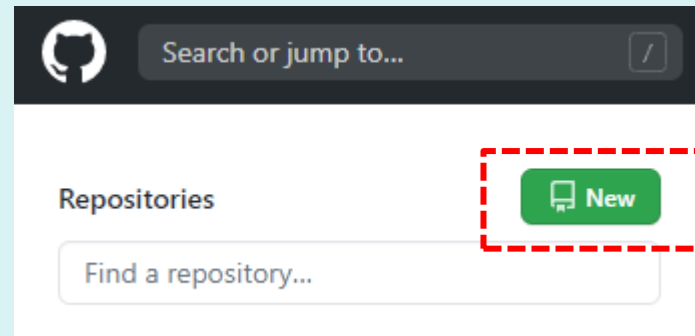 Search or jump to...
/
Repositories
New
Find a repository...